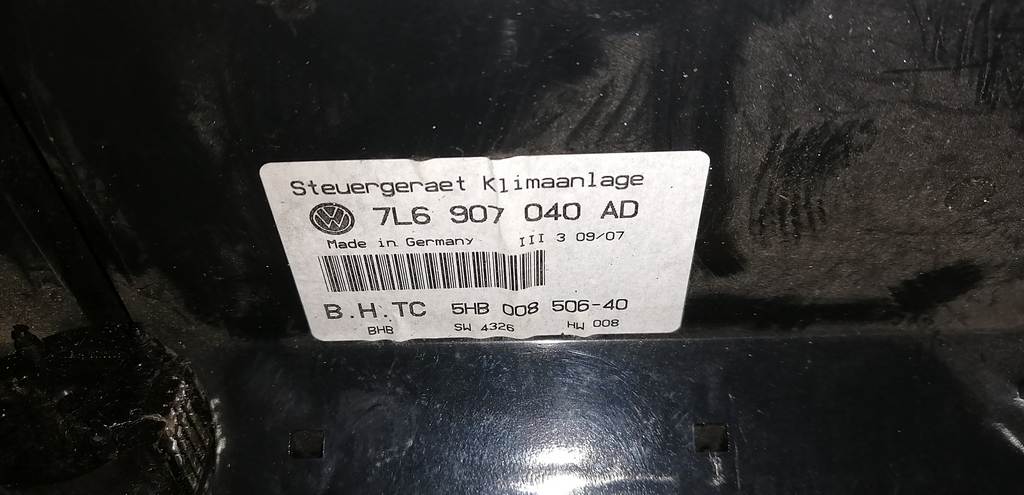 Steuergeraet Klimaanlage
7L6 907 040 AD
Made in Germany III 3 09/07
B.H.TC 5HB 008 506-40
BHB SW 4326 HW 008